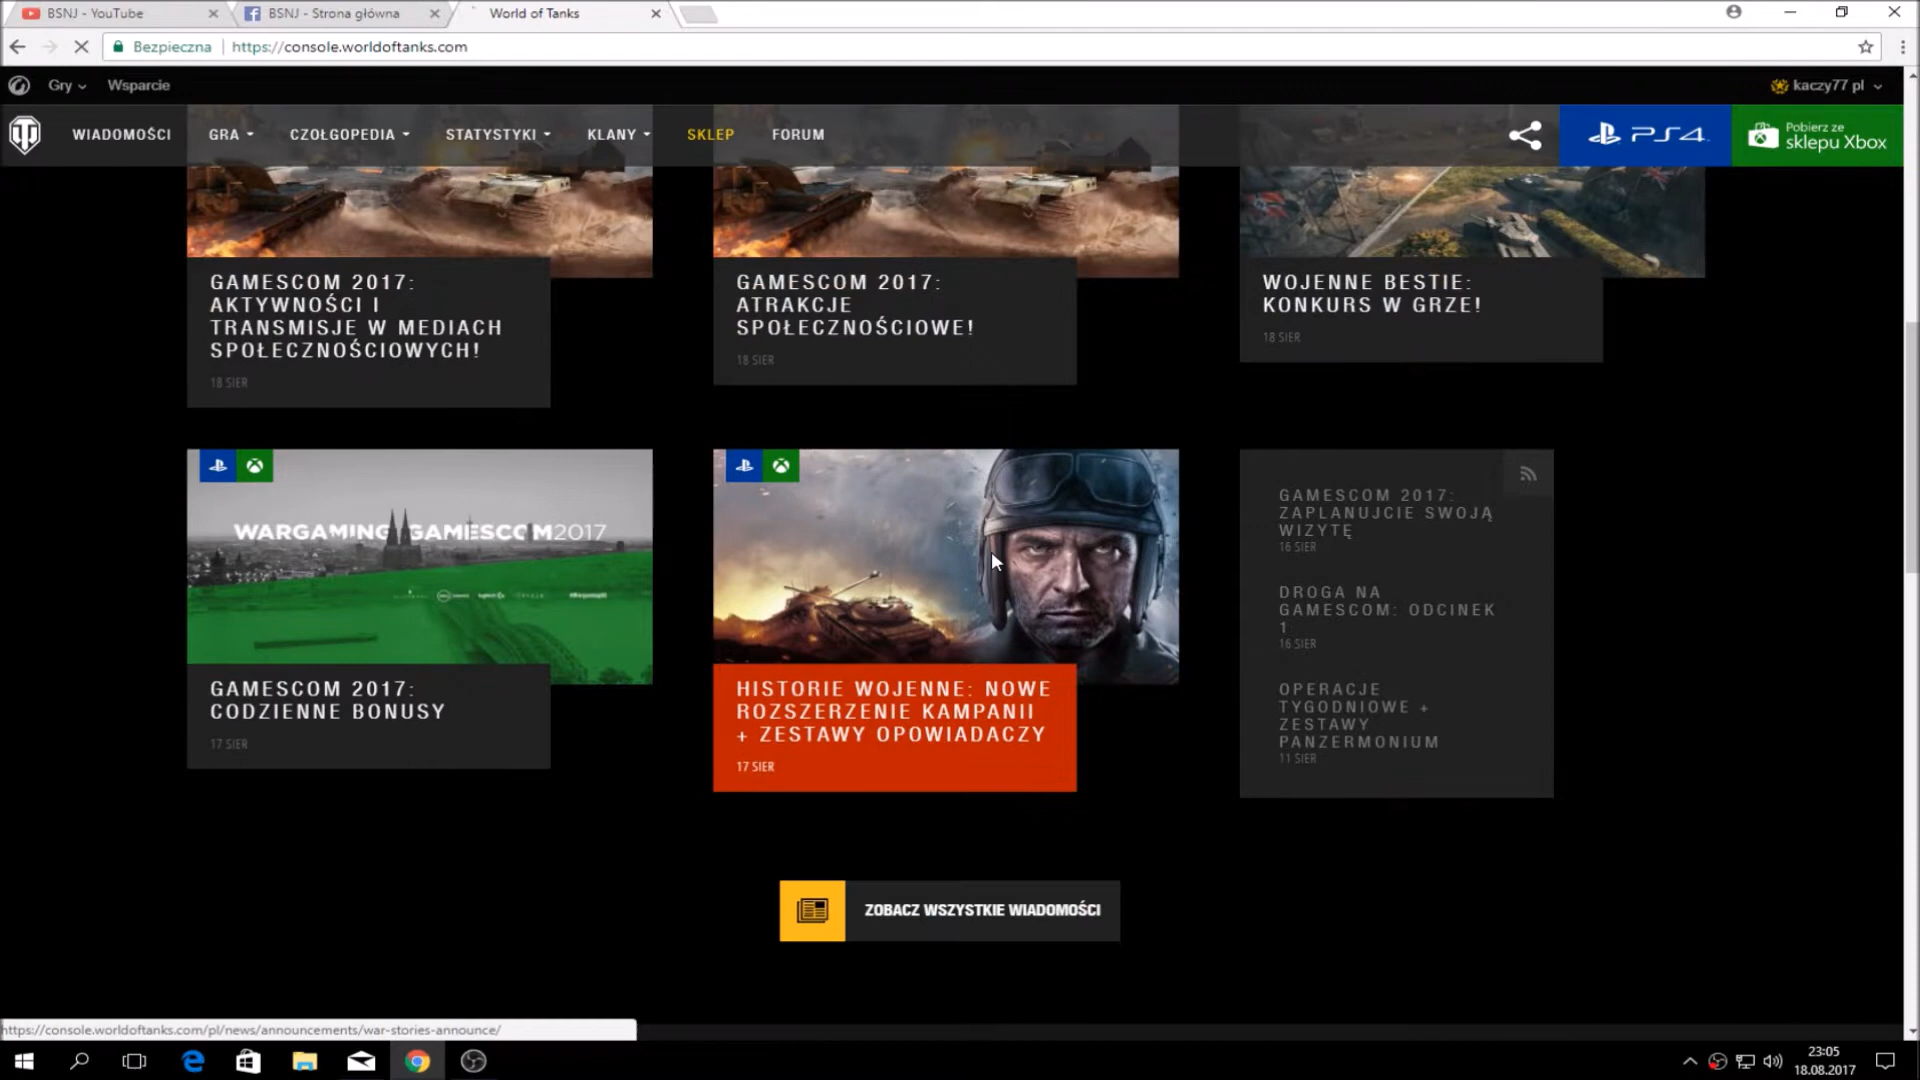 BSNJ - YouTube
BSNJ - Strona główna
World of Tanks
Bezpieczna
https://console.worldoftanks.com
Gry
Wsparcie
kaczy77 pl
WIADOMOŚCI
GRA
CZOŁGOPEDIA
STATYSTYKI
KLANY
SKLEP
FORUM
PS4
Pobierz ze
sklepu Xbox
GAMESCOM 2017:
AKTYWNOŚCI I
TRANSMISJE W MEDIACH
SPOŁECZNOŚCIOWYCH!
18 SIER
GAMESCOM 2017:
ATRAKCJE
SPOŁECZNOŚCIOWE!
18 SIER
WOJENNE BESTIE:
KONKURS W GRZE!
18 SIER
WARGAMING GAMESCOM2017
GAMESCOM 2017:
CODZIENNE BONUSY
17 SIER
HISTORIE WOJENNE: NOWE
ROZSZERZENIE KAMPANII
+ ZESTAWY OPOWIADACZY
17 SIER
GAMESCOM 2017:
ZAPLANUJCIE SWOJĄ
WIZYTĘ
16 SIER
DROGA NA
GAMESCOM: ODCINEK
1
16 SIER
OPERACJE
TYGODNIOWE +
ZESTAWY
PANZERMONIUM
11 SIER
ZOBACZ WSZYSTKIE WIADOMOŚCI
https://console.worldoftanks.com/pl/news/announcements/war-stories-announce/
23:05
18.08.2017